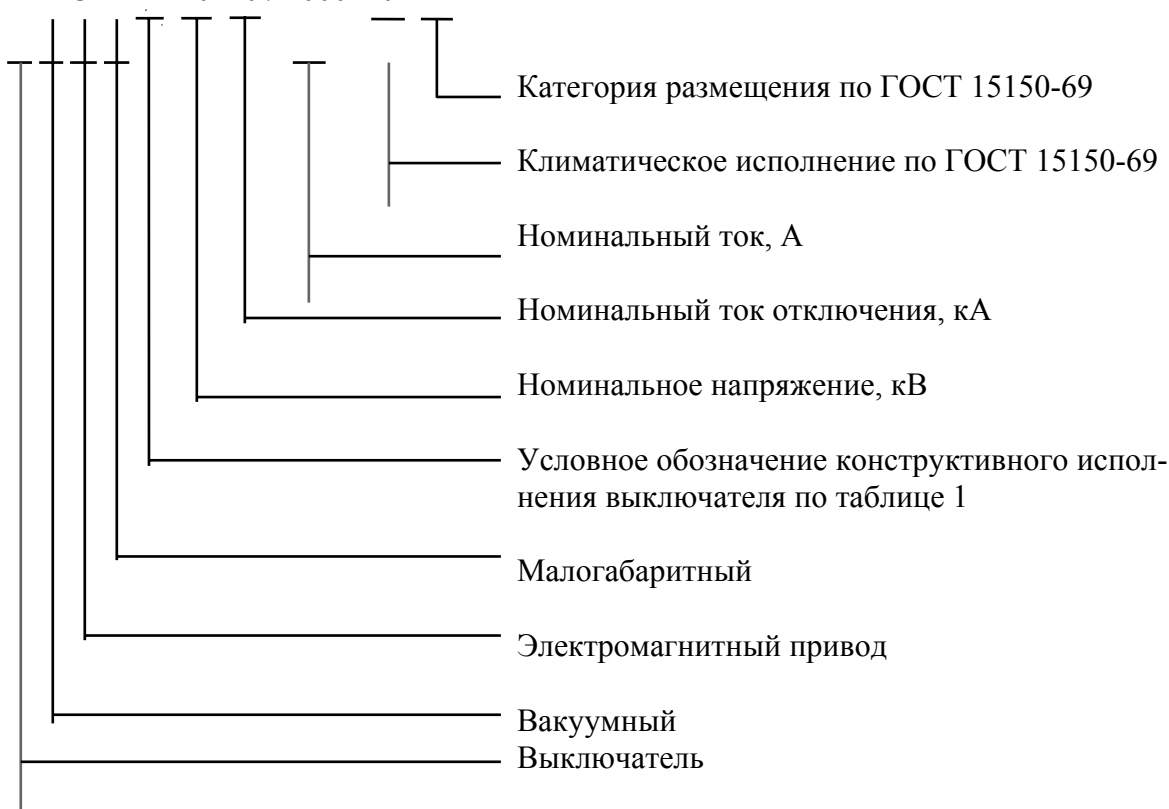 Категория размещения по ГОСТ 15150-69
Климатическое исполнение по ГОСТ 15150-69
Номинальный ток, А
Номинальный ток отключения, кА
Номинальное напряжение, кВ
Условное обозначение конструктивного испол-
нения выключателя по таблице 1
Малогабаритный
Электромагнитный привод
Вакуумный
Выключатель